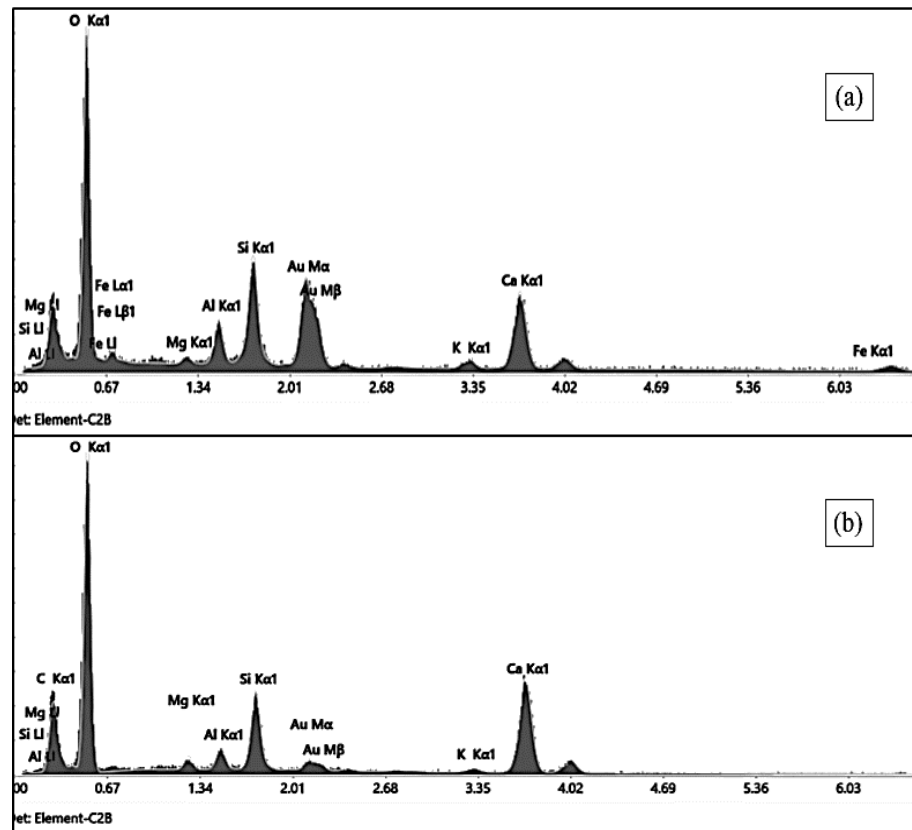 O Kα1
(a)
Si Kα1
Au Mα
Fe Lα1
Au Mβ
Ca Kα1
Mg Ll
Fe Lβ1
Al Kα1
Si Ll
Al Ll
Fe Ll
Mg Kα1
K Kα1
Fe Kα1
00 0.67 1.34 2.01 2.68 3.35 4.02 4.69 5.36 6.03
Det: Element-C2B
O Kα1
(b)
C Kα1
Si Kα1
Ca Kα1
Mg Kα1
Mg Ll
Au Mα
Si Ll
Al Kα1
Au Mβ
Al Ll
K Kα1
00 0.67 1.34 2.01 2.68 3.35 4.02 4.69 5.36 6.03
Det: Element-C2B